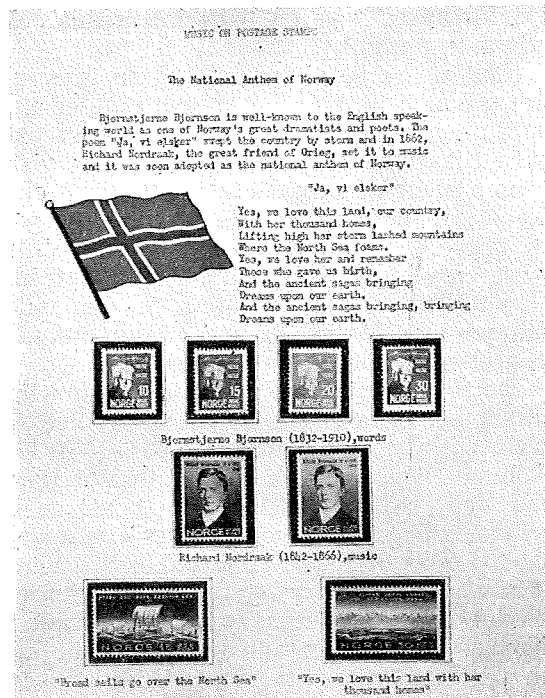 MUSIC ON POSTAGE STAMPS
The National Anthem of Norway
Bjornstjerne Bjornson is well-known to the English speak-
ing world as one of Norway's great dramatists and poets. The
poem "Ja, vi elsker" swept the country by storm and in 1862,
Richard Nordraak, the great friend of Grieg, set it to music
and it was soon adopted as the national anthem of Norway.
"Ja, vi elsker"
Yes, we love this land, our country,
With her thousand homes,
Lifting high her storm lashed mountains
Where the North Sea foams.
Yes, we love her and remember
Those who gave us birth,
And the ancient sagas bringing
Dreams upon our earth.
And the ancient sagas bringing, bringing
Dreams upon our earth.
10 NORGE
15 NORGE
20 NORGE
30 NORGE
Bjornstjerne Bjornson (1832-1910),words
NORGE
NORGE
Richard Nordraak (1842-1866),music
NORGE
NORGE
"Broad sails go over the North Sea"
"Yes, we love this land with her
thousand homes"